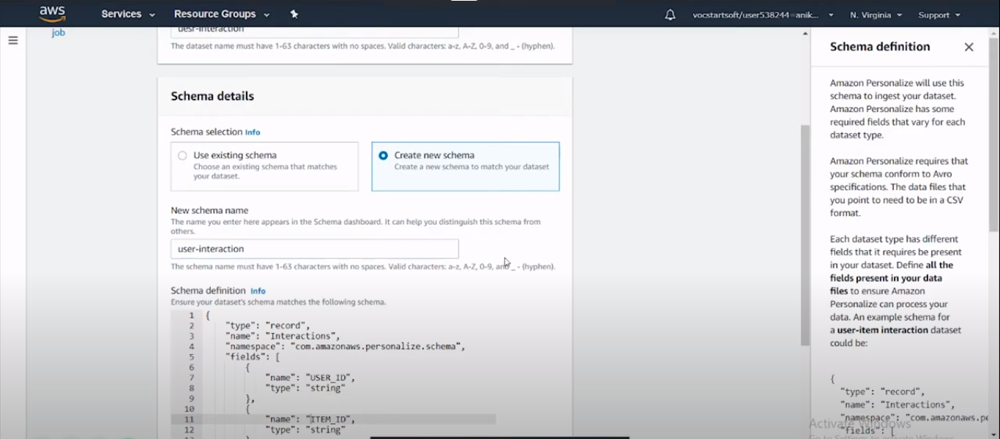 aws Services Resource Groups vocstartsoft/user538244=anik... N. Virginia Support
job
uesr-interaction
The dataset name must have 1-63 characters with no spaces. Valid characters: a-z, A-Z, 0-9, and _ - (hyphen).
Schema details
Schema selection Info
Use existing schema
Choose an existing schema that matches
your dataset.
Create new schema
Create a new schema to match your dataset
New schema name
The name you enter here appears in the Schema dashboard. It can help you distinguish this schema from
others.
user-interaction
The schema name must have 1-63 characters with no spaces. Valid characters: a-z, A-Z, 0-9, and _ - (hyphen).
Schema definition Info
Ensure your dataset's schema matches the following schema.
1 {
2 "type": "record",
3 "name": "Interactions",
4 "namespace": "com.amazonaws.personalize.schema",
5 "fields": [
6 {
7 "name": "USER_ID",
8 "type": "string"
9 },
10 {
11 "name": "ITEM_ID",
12 "type": "string"
Schema definition
Amazon Personalize will use this
schema to ingest your dataset.
Amazon Personalize has some
required fields that vary for each
dataset type.
Amazon Personalize requires that
your schema conform to Avro
specifications. The data files that
you point to need to be in a CSV
format.
Each dataset type has different
fields that it requires be present
in your dataset. Define all the
fields present in your data
files to ensure Amazon
Personalize can process your
data. An example schema for
a user-item interaction dataset
could be:
{
"type": "record",
"name": "Interactions",
"namespace": "com.amazonaws.pe
"fields": [
Activate Windows
Go to Settings to activate Windows.